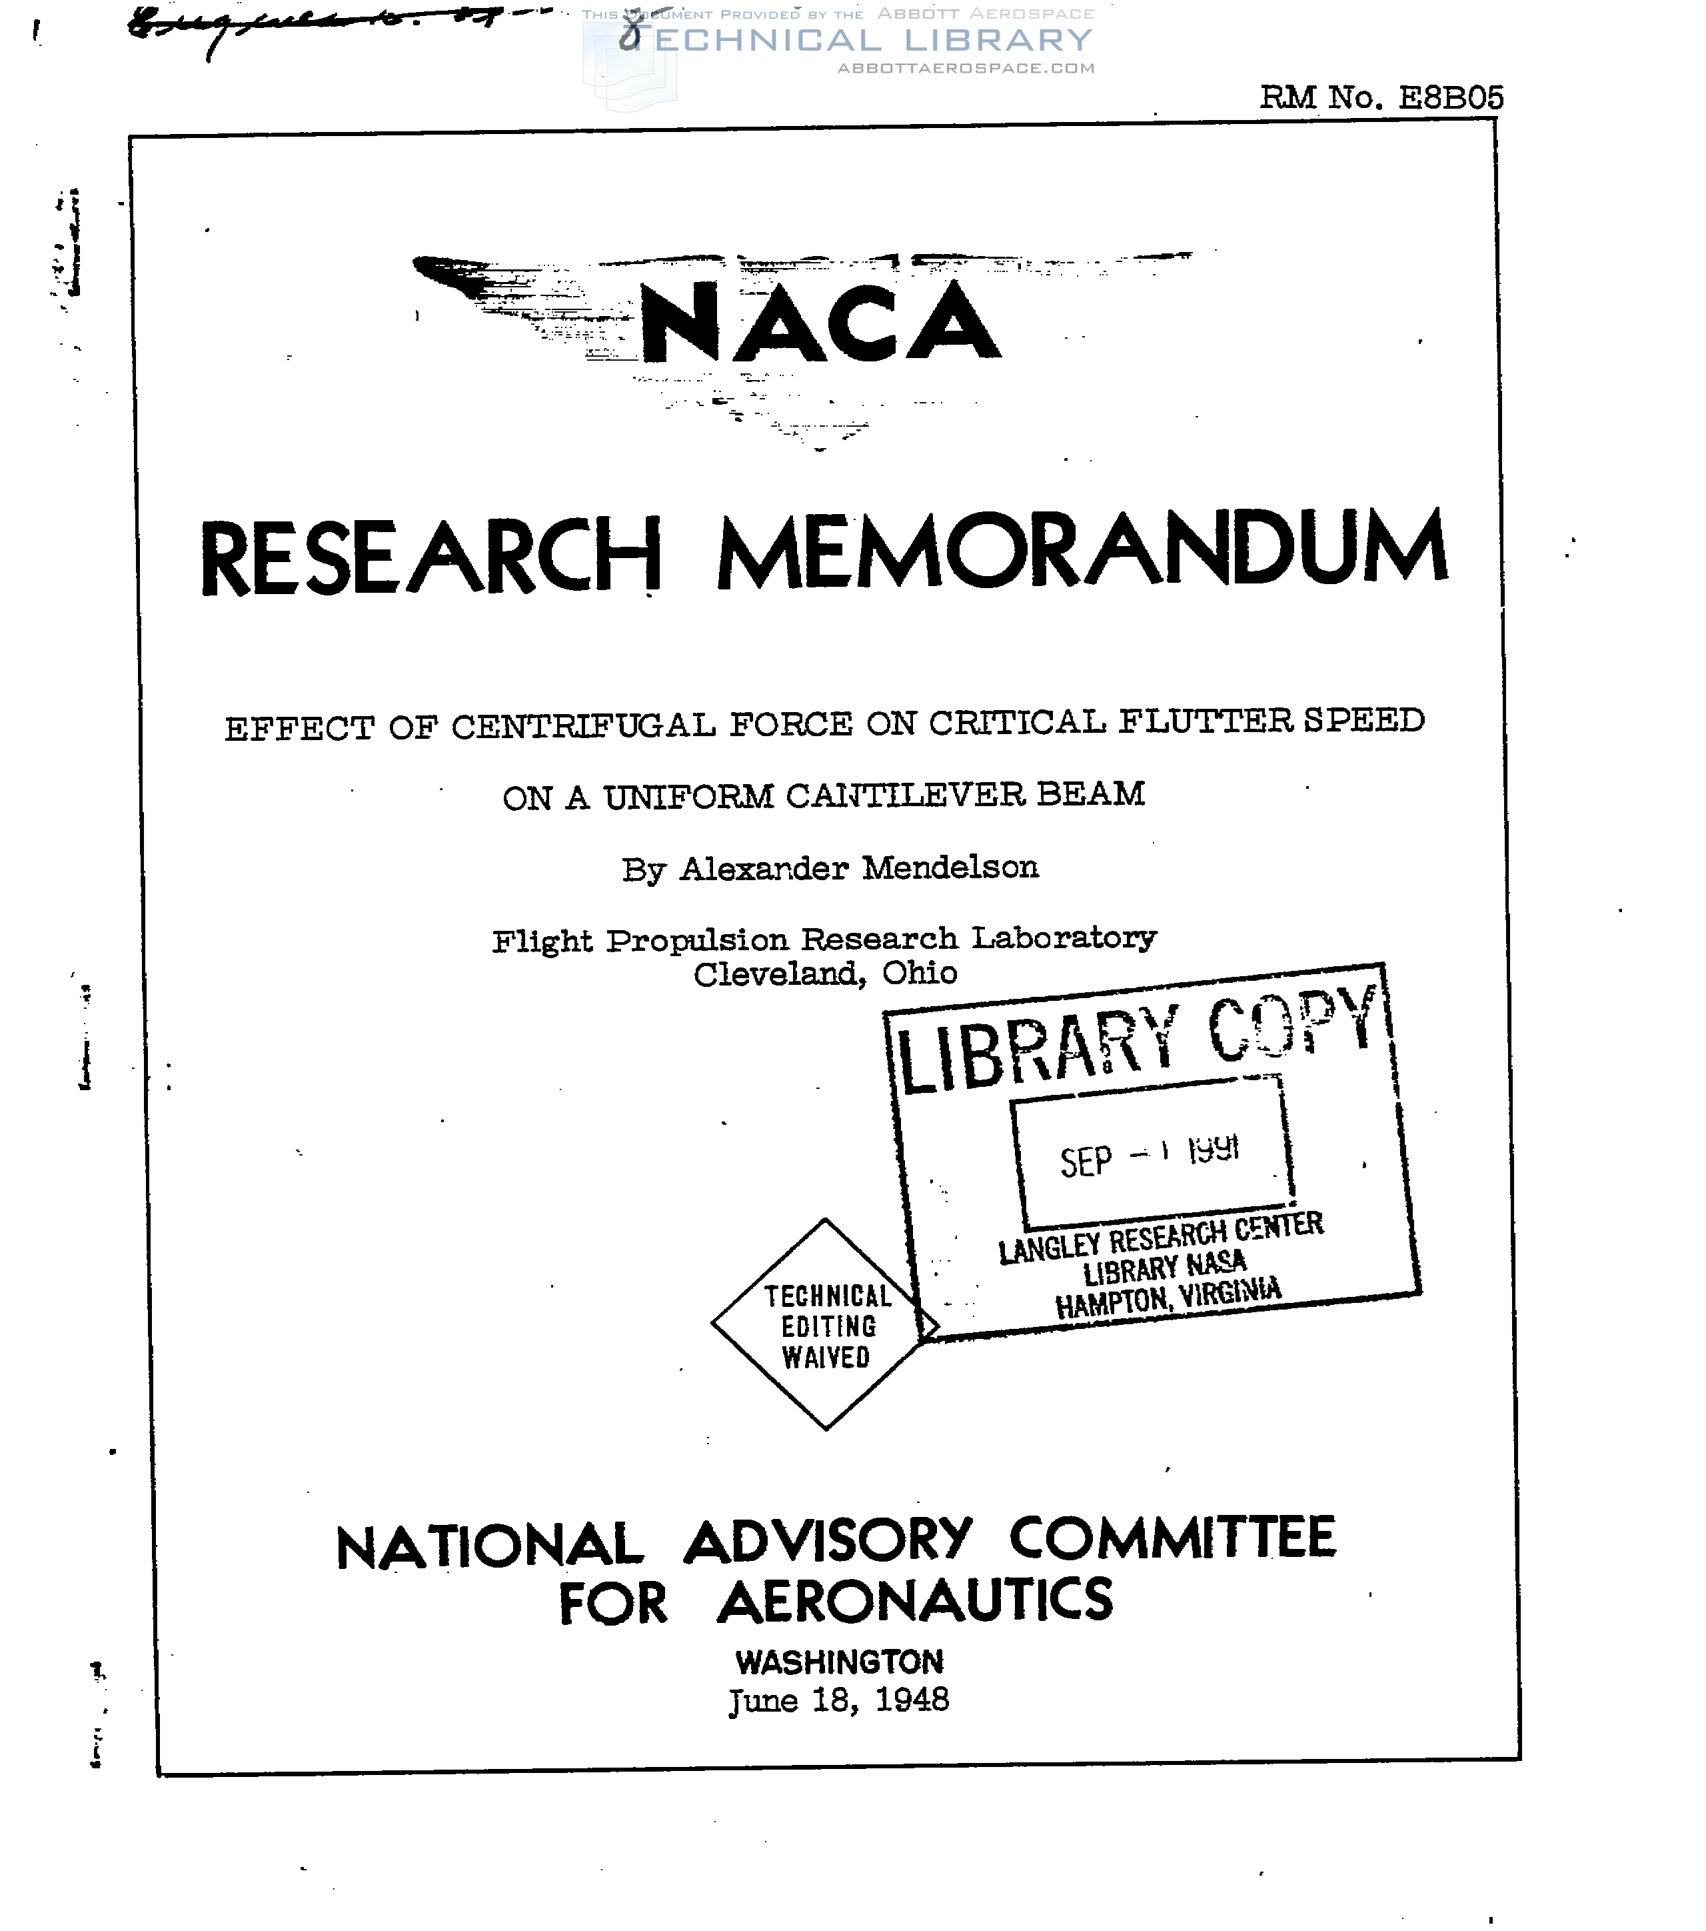 THIS DOCUMENT PROVIDED BY THE ABBOTT AEROSPACE
TECHNICAL LIBRARY
ABBOTTAEROSPACE.COM
RM No. E8B05
NACA
RESEARCH MEMORANDUM
EFFECT OF CENTRIFUGAL FORCE ON CRITICAL FLUTTER SPEED
ON A UNIFORM CANTILEVER BEAM
By Alexander Mendelson
Flight Propulsion Research Laboratory
Cleveland, Ohio
LIBRARY COPY
SEP - 1 1991
LANGLEY RESEARCH CENTER
LIBRARY NASA
HAMPTON, VIRGINIA
TECHNICAL
EDITING
WAIVED
NATIONAL ADVISORY COMMITTEE
FOR AERONAUTICS
WASHINGTON
June 18, 1948